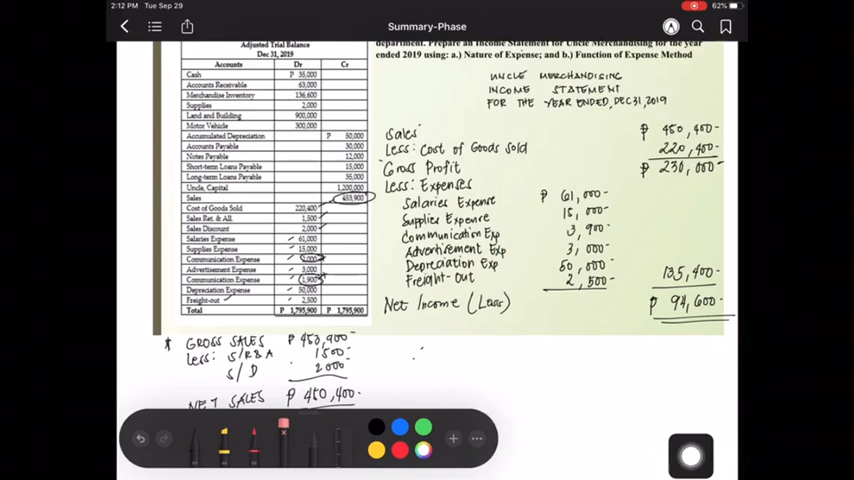 2:12 PM Tue Sep 29
62%
Summary-Phase
Adjusted Trial Balance
Dec 31, 2019
Accounts Dr Cr
Cash P 35,000
Accounts Receivable 63,000
Merchandise Inventory 136,600
Supplies 2,000
Land and Building 900,000
Motor Vehicle 300,000
Accumulated Depreciation P 50,000
Accounts Payable 30,000
Notes Payable 12,000
Short-term Loans Payable 15,000
Long-term Loans Payable 35,000
Uncle, Capital 1,200,000
Sales 453,900
Cost of Goods Sold 220,400
Sales Ret. & All. 1,500
Sales Discount 2,000
Salaries Expense 61,000
Supplies Expense 15,000
Communication Expense 2,000
Advertisement Expense 3,000
Communication Expense 1,900
Depreciation Expense 50,000
Freight-out 2,500
Total P 1,795,900 P 1,795,900
department. Prepare an Income Statement for Uncle Merchandising for the year
ended 2019 using: a.) Nature of Expense; and b.) Function of Expense Method
UNCLE MERCHANDISING
INCOME STATEMENT
FOR THE YEAR ENDED, DEC 31, 2019
Sales P 450,400-
Less: Cost of Goods Sold 220,400-
Gross Profit P 230,000-
Less: Expenses
Salaries Expense P 61,000-
Supplies Expense 15,000-
Communication Exp 3,900-
Advertisement Exp 3,000-
Depreciation Exp 50,000-
Freight-Out 2,500- 135,400-
Net Income (Loss) P 94,600-
* GROSS SALES P 453,900-
Less: S/R&A 1500-
S/D 2000-
NET SALES P 450,400-